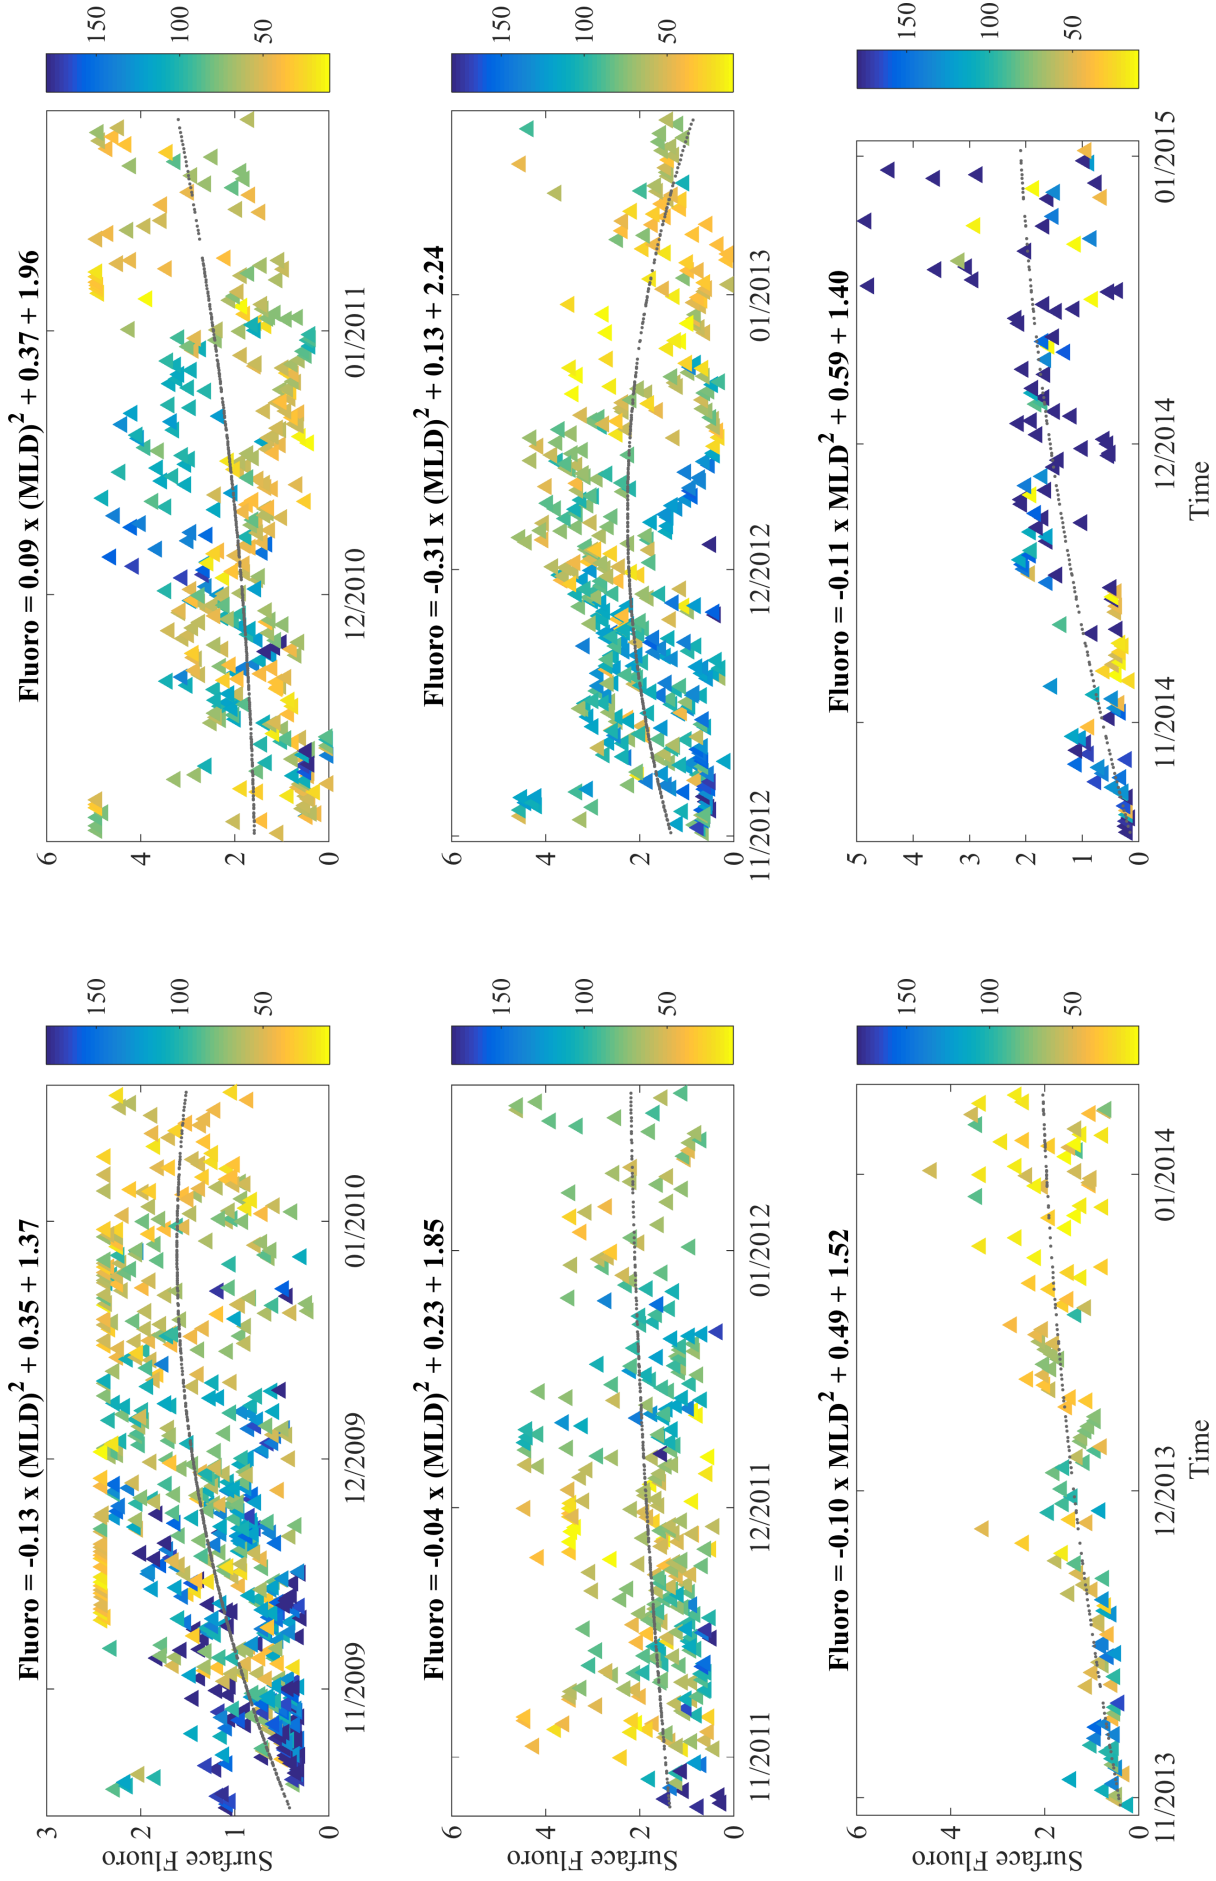 Fluoro = -0.13 x (MLD)² + 0.35 + 1.37
Surface Fluoro
3
2
1
0
11/2009 12/2009 01/2010
150
100
50
Fluoro = 0.09 x (MLD)² + 0.37 + 1.96
6
4
2
0
12/2010 01/2011
150
100
50
Fluoro = -0.04 x (MLD)² + 0.23 + 1.85
Surface Fluoro
6
4
2
0
11/2011 12/2011 01/2012
150
100
50
Fluoro = -0.31 x (MLD)² + 0.13 + 2.24
6
4
2
0
11/2012 12/2012 01/2013
150
100
50
Fluoro = -0.10 x MLD² + 0.49 + 1.52
Surface Fluoro
6
4
2
0
11/2013 12/2013 01/2014
Time
150
100
50
Fluoro = -0.11 x MLD² + 0.59 + 1.40
5
4
3
2
1
0
11/2014 12/2014 01/2015
Time
150
100
50